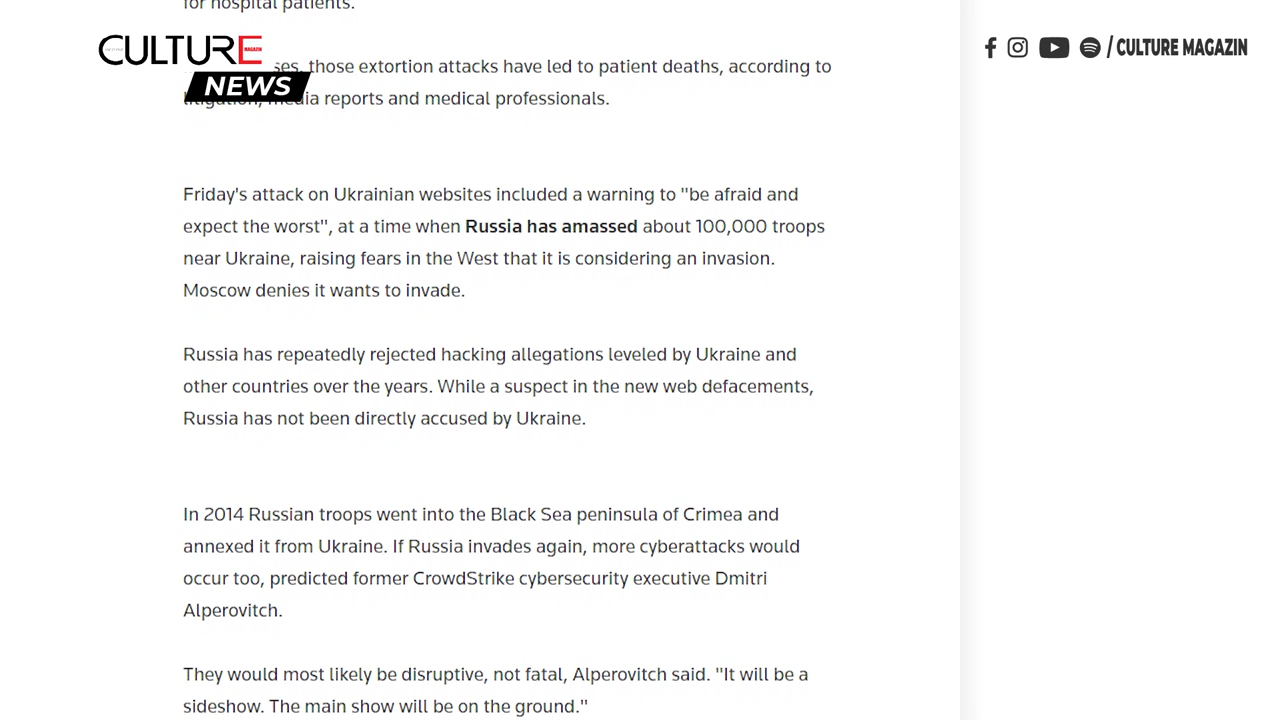 for hospital patients.
CULTURE
MAGAZIN
NEWS
/ CULTURE MAGAZIN
those extortion attacks have led to patient deaths, according to
media reports and medical professionals.
Friday's attack on Ukrainian websites included a warning to "be afraid and
expect the worst", at a time when Russia has amassed about 100,000 troops
near Ukraine, raising fears in the West that it is considering an invasion.
Moscow denies it wants to invade.
Russia has repeatedly rejected hacking allegations leveled by Ukraine and
other countries over the years. While a suspect in the new web defacements,
Russia has not been directly accused by Ukraine.
In 2014 Russian troops went into the Black Sea peninsula of Crimea and
annexed it from Ukraine. If Russia invades again, more cyberattacks would
occur too, predicted former CrowdStrike cybersecurity executive Dmitri
Alperovitch.
They would most likely be disruptive, not fatal, Alperovitch said. "It will be a
sideshow. The main show will be on the ground."